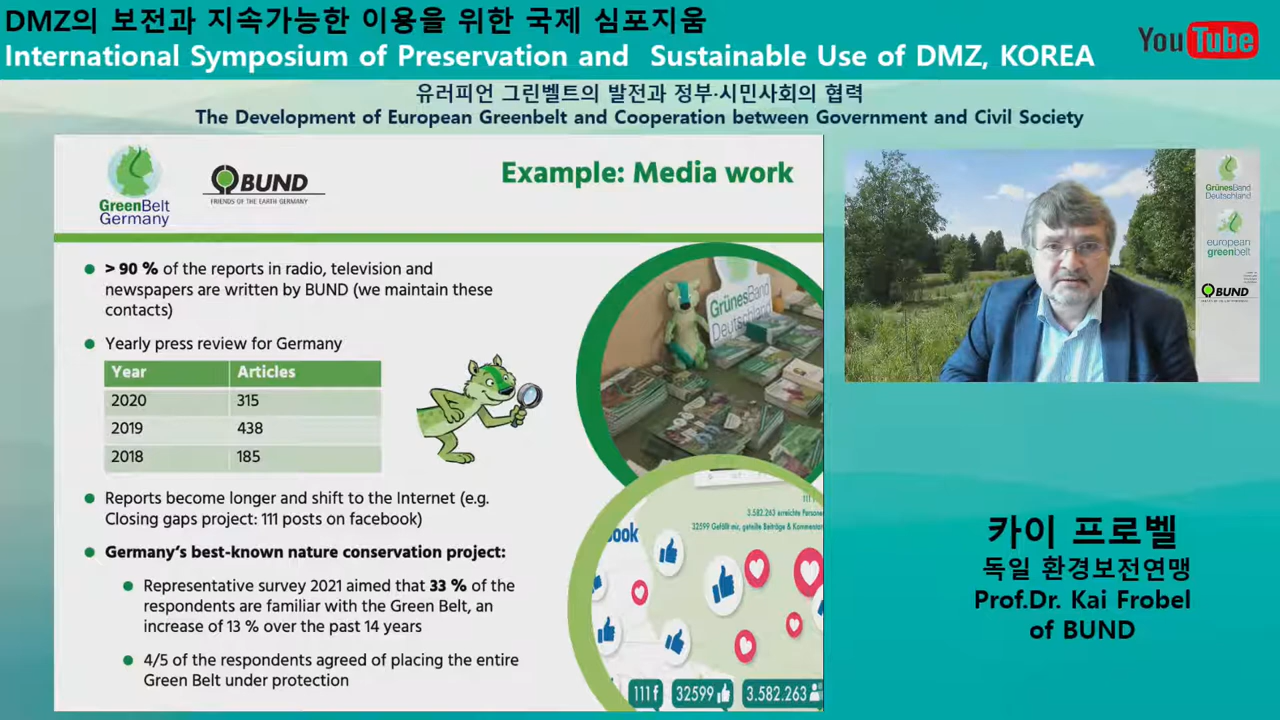 DMZ의 보전과 지속가능한 이용을 위한 국제 심포지움
International Symposium of Preservation and Sustainable Use of DMZ, KOREA
YouTube
유러피언 그린벨트의 발전과 정부·시민사회의 협력
The Development of European Greenbelt and Cooperation between Government and Civil Society
GreenBelt
Germany
BUND
FRIENDS OF THE EARTH GERMANY
Example: Media work
> 90 % of the reports in radio, television and
newspapers are written by BUND (we maintain these
contacts)
Yearly press review for Germany
Year Articles
2020 315
2019 438
2018 185
Reports become longer and shift to the Internet (e.g.
Closing gaps project: 111 posts on facebook)
Germany's best-known nature conservation project:
Representative survey 2021 aimed that 33 % of the
respondents are familiar with the Green Belt, an
increase of 13 % over the past 14 years
4/5 of the respondents agreed of placing the entire
Green Belt under protection
GrünesBand
Deutschland
111 f
3.582.263 erreichte Personen
32599 Gefällt mir, geteilte Beiträge & Kommentar
ook
111 f
32599
3.582.263
GrünesBand
Deutschland
european
greenbelt
BUND
카이 프로벨
독일 환경보전연맹
Prof.Dr. Kai Frobel
of BUND